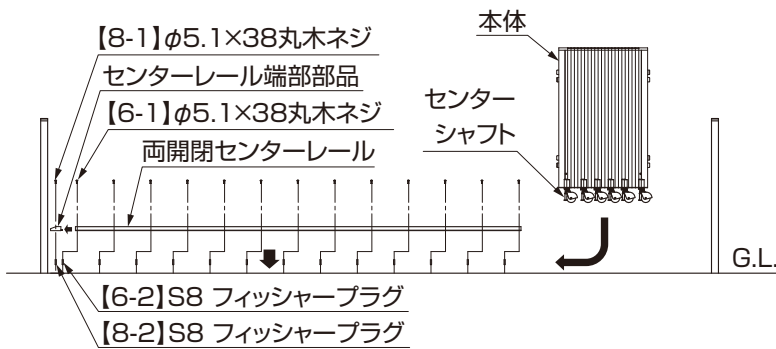 【8-1】φ5.1×38丸木ネジ
センターレール端部部品
【6-1】φ5.1×38丸木ネジ
両開閉センターレール
本体
センター
シャフト
G.L.
【6-2】S8 フィッシャープラグ
【8-2】S8 フィッシャープラグ